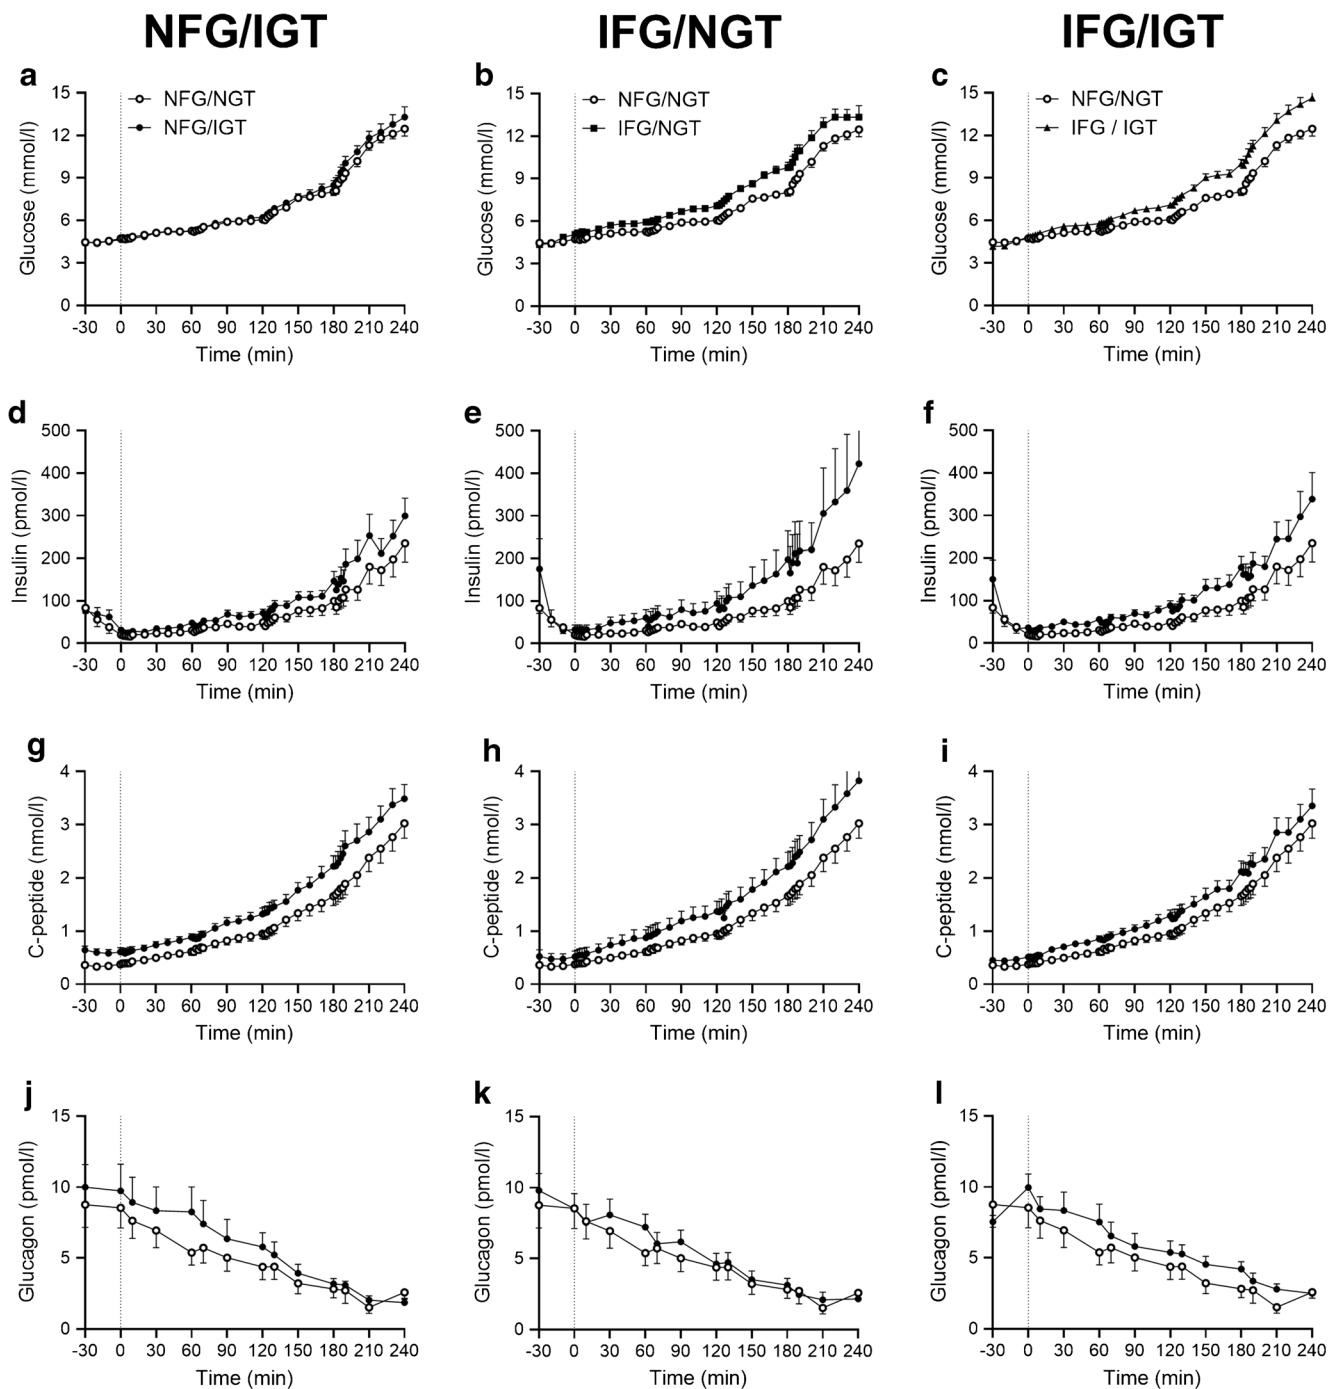 NFG/IGT IFG/NGT IFG/IGT
a
15
12
9
6
3
0
Glucose (mmol/l)
NFG/NGT
NFG/IGT
-30 0 30 60 90 120 150 180 210 240
Time (min)
b
15
12
9
6
3
0
Glucose (mmol/l)
NFG/NGT
IFG/NGT
-30 0 30 60 90 120 150 180 210 240
Time (min)
c
15
12
9
6
3
0
Glucose (mmol/l)
NFG/NGT
IFG / IGT
-30 0 30 60 90 120 150 180 210 240
Time (min)
d
500
400
300
200
100
0
Insulin (pmol/l)
-30 0 30 60 90 120 150 180 210 240
Time (min)
e
500
400
300
200
100
0
Insulin (pmol/l)
-30 0 30 60 90 120 150 180 210 240
Time (min)
f
500
400
300
200
100
0
Insulin (pmol/l)
-30 0 30 60 90 120 150 180 210 240
Time (min)
g
4
3
2
1
0
C-peptide (nmol/l)
-30 0 30 60 90 120 150 180 210 240
Time (min)
h
4
3
2
1
0
C-peptide (nmol/l)
-30 0 30 60 90 120 150 180 210 240
Time (min)
i
4
3
2
1
0
C-peptide (nmol/l)
-30 0 30 60 90 120 150 180 210 240
Time (min)
j
15
10
5
0
Glucagon (pmol/l)
-30 0 30 60 90 120 150 180 210 240
Time (min)
k
15
10
5
0
Glucagon (pmol/l)
-30 0 30 60 90 120 150 180 210 240
Time (min)
l
15
10
5
0
Glucagon (pmol/l)
-30 0 30 60 90 120 150 180 210 240
Time (min)